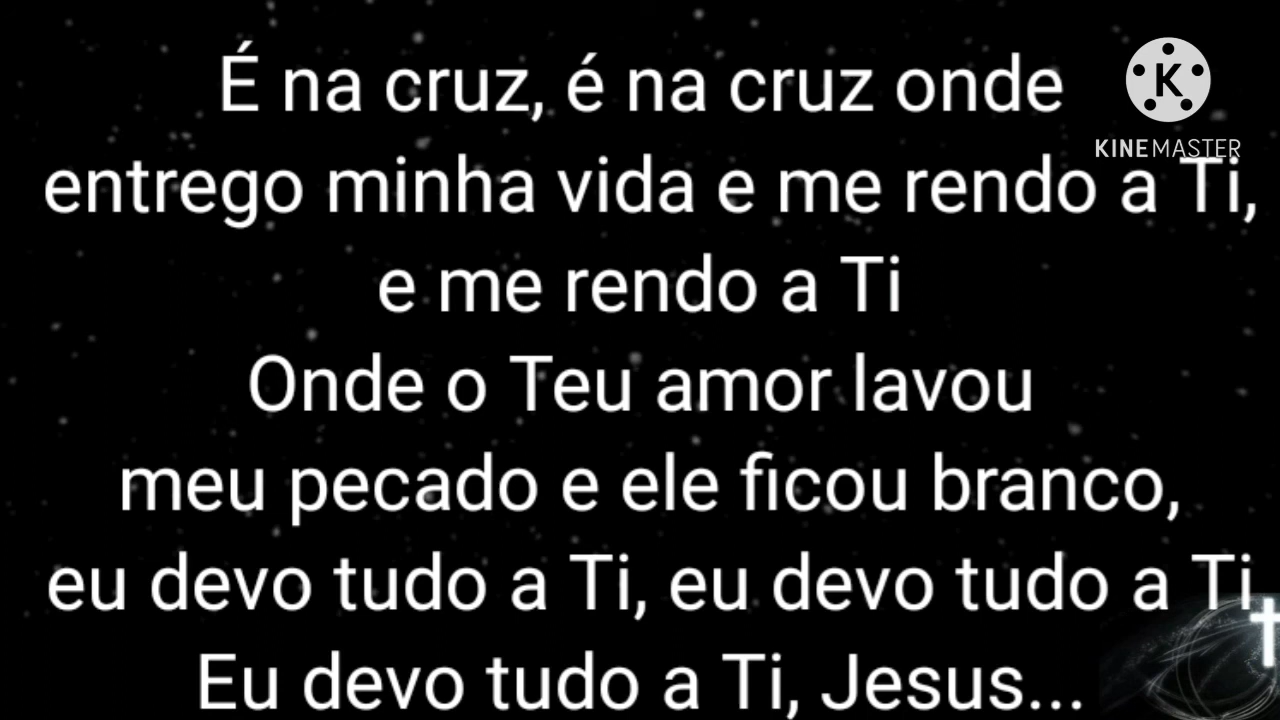 É na cruz, é na cruz onde
KINEMASTER
entrego minha vida e me rendo a Ti,
e me rendo a Ti
Onde o Teu amor lavou
meu pecado e ele ficou branco,
eu devo tudo a Ti, eu devo tudo a Ti,
Eu devo tudo a Ti, Jesus...